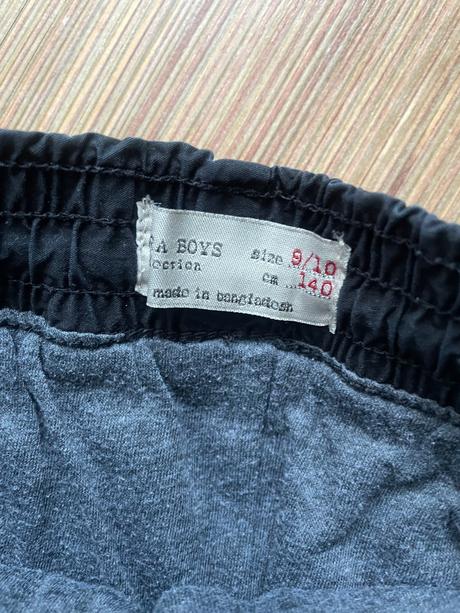 A BOYS size 9/10
ection cm 140
made in bangladesh